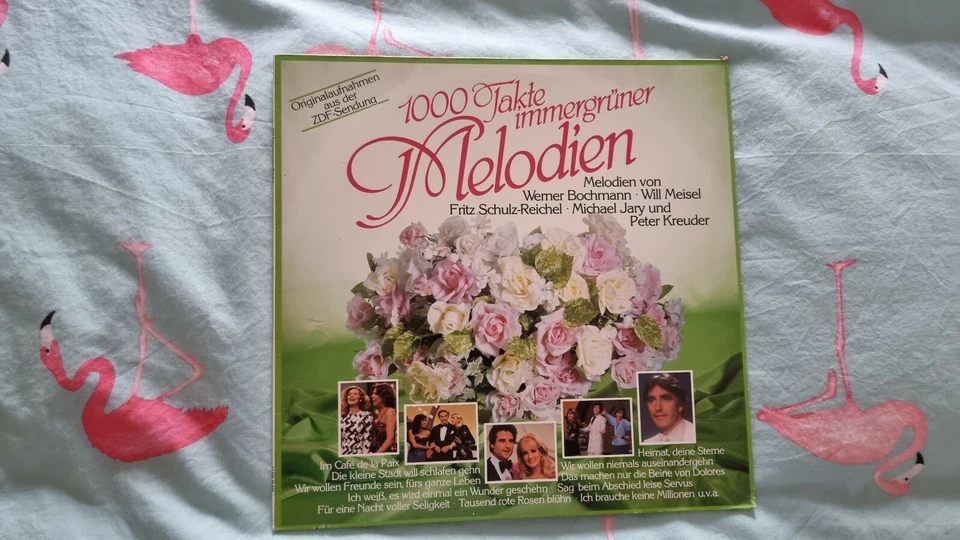 Originalaufnahmen
aus der
ZDF-Sendung
1000 Takte
immergrüner
Melodien
Melodien von
Werner Bochmann · Will Meisel
Fritz Schulz-Reichel · Michael Jary und
Peter Kreuder
Im Café de la Paix
Die kleine Stadt will schlafen gehn
Wir wollen Freunde sein, fürs ganze Leben
Ich weiß, es wird einmal ein Wunder geschehn
Für eine Nacht voller Seligkeit · Tausend rote Rosen blühn
Heimat, deine Sterne
Wir wollen niemals auseinandergehn
Das machen nur die Beine von Dolores
Sag beim Abschied leise Servus
Ich brauche keine Millionen u.v.a.